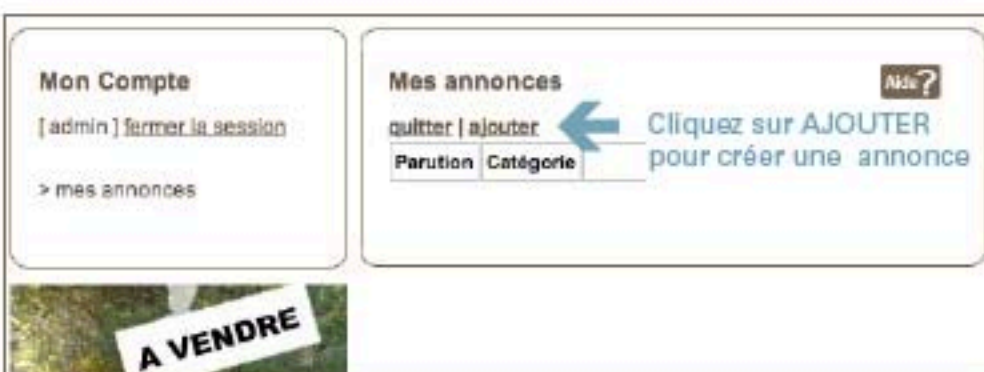 Mon Compte
[ admin ] fermer la session
> mes annonces
Mes annonces
Aide?
quitter | ajouter
Cliquez sur AJOUTER
pour créer une annonce
Parution Catégorie
A VENDRE